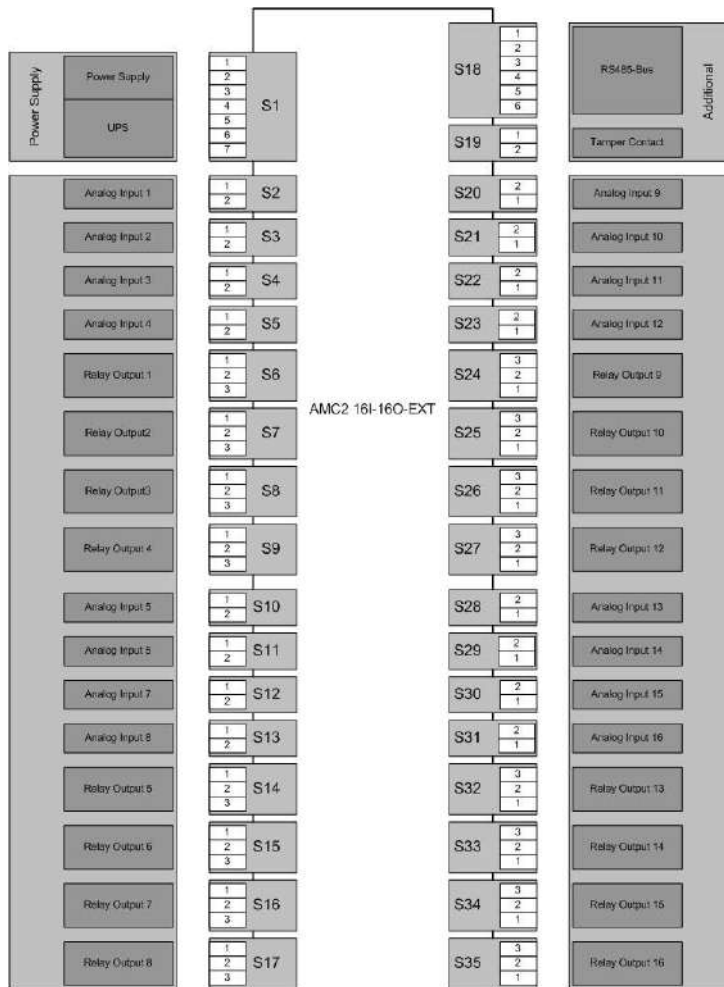 Power Supply
Power Supply
UPS
1
2
3
4
5
6
7
S1
1
2
3
4
5
6
S18
1
2
S19
RS485-Bus
Tamper Contact
Additional
Analog Input 1
1
2
S2
S20
2
1
Analog Input 9
Analog Input 2
1
2
S3
S21
2
1
Analog Input 10
Analog Input 3
1
2
S4
S22
2
1
Analog Input 11
Analog Input 4
1
2
S5
S23
2
1
Analog Input 12
Relay Output 1
1
2
3
S6
S24
3
2
1
Relay Output 9
AMC2 16I-16O-EXT
Relay Output2
1
2
3
S7
S25
3
2
1
Relay Output 10
Relay Output3
1
2
3
S8
S26
3
2
1
Relay Output 11
Relay Output 4
1
2
3
S9
S27
3
2
1
Relay Output 12
Analog Input 5
1
2
S10
S28
2
1
Analog Input 13
Analog Input 6
1
2
S11
S29
2
1
Analog Input 14
Analog Input 7
1
2
S12
S30
2
1
Analog Input 15
Analog Input 8
1
2
S13
S31
2
1
Analog Input 16
Relay Output 5
1
2
3
S14
S32
3
2
1
Relay Output 13
Relay Output 6
1
2
3
S15
S33
3
2
1
Relay Output 14
Relay Output 7
1
2
3
S16
S34
3
2
1
Relay Output 15
Relay Output 8
1
2
3
S17
S35
3
2
1
Relay Output 16